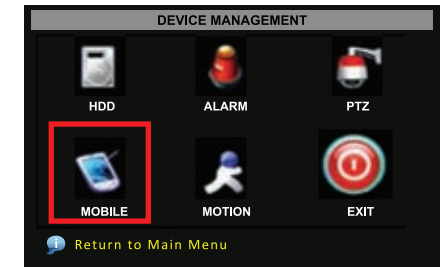 DEVICE MANAGEMENT
HDD ALARM PTZ
MOBILE MOTION EXIT
Return to Main Menu